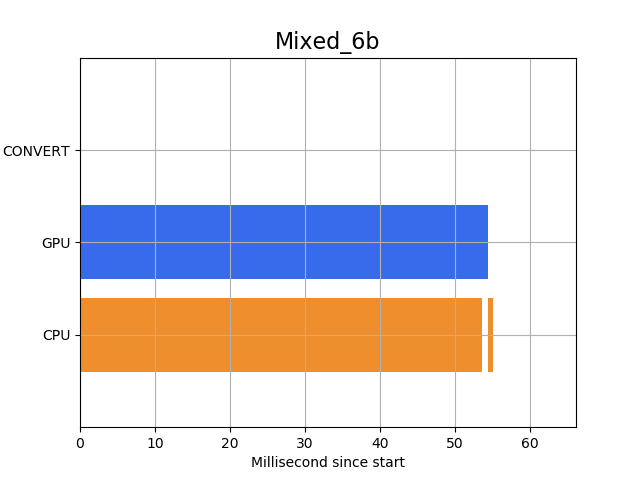 Mixed_6b
CONVERT
GPU
CPU
0 10 20 30 40 50 60
Millisecond since start